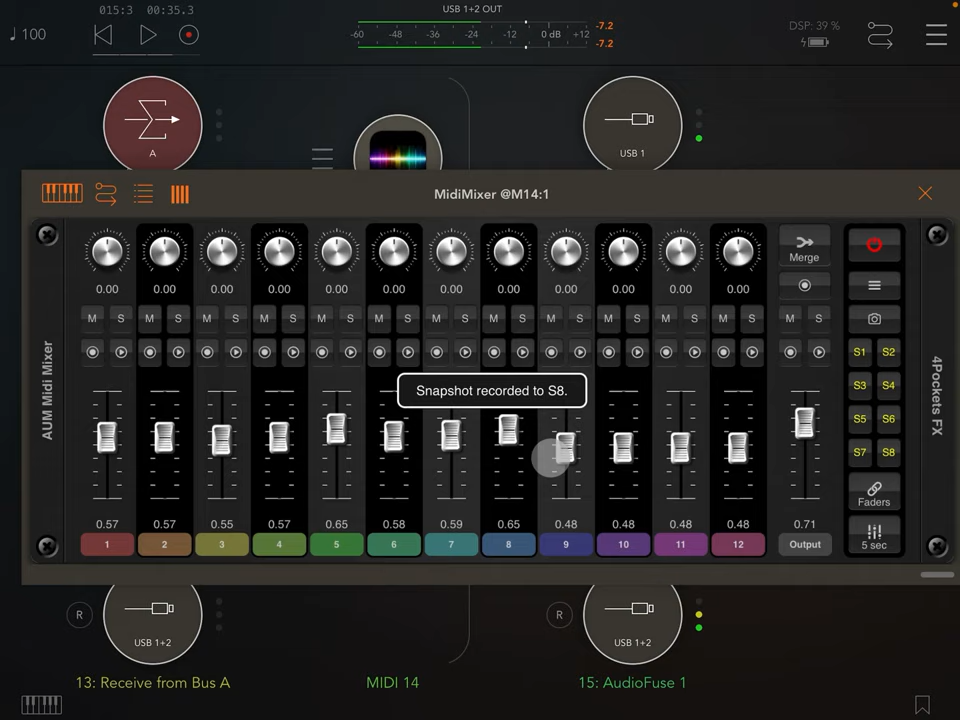 015:3 00:35.3
USB 1+2 OUT
♩ 100
-60 -48 -36 -24 -12 0 dB +12
-7.2
-7.2
DSP: 39 %
A
USB 1
MidiMixer @M14:1
0.00 0.00 0.00 0.00 0.00 0.00 0.00 0.00 0.00 0.00 0.00 0.00
Merge
M S M S M S M S M S M S M S M S M S M S M S M S M S
AUM Midi Mixer
4Pockets FX
S1 S2
S3 S4
S5 S6
S7 S8
Snapshot recorded to S8.
Faders
0.57 0.57 0.55 0.57 0.65 0.58 0.59 0.65 0.48 0.48 0.48 0.48 0.71
1 2 3 4 5 6 7 8 9 10 11 12 Output
5 sec
R
USB 1+2
R
USB 1+2
13: Receive from Bus A
MIDI 14
15: AudioFuse 1